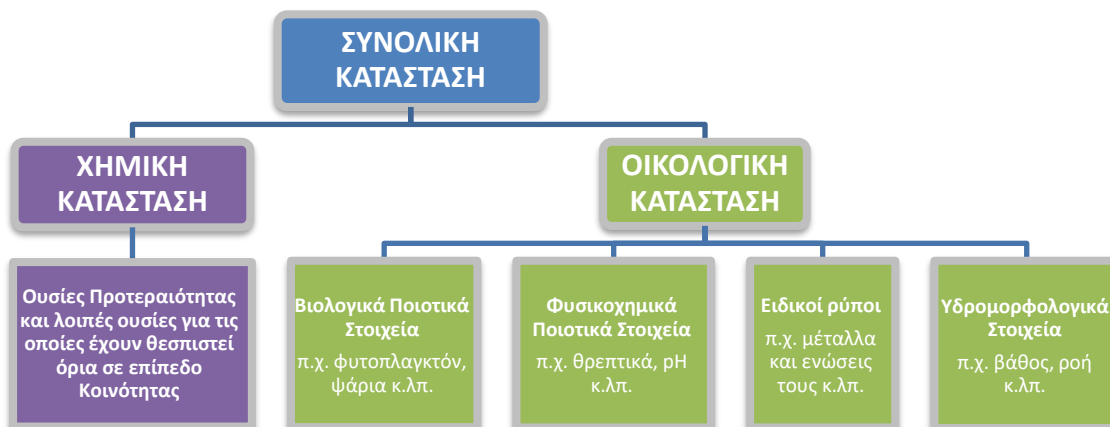 ΣΥΝΟΛΙΚΗ
ΚΑΤΑΣΤΑΣΗ
ΧΗΜΙΚΗ
ΚΑΤΑΣΤΑΣΗ
ΟΙΚΟΛΟΓΙΚΗ
ΚΑΤΑΣΤΑΣΗ
Ουσίες Προτεραιότητας
και λοιπές ουσίες για τις
οποίες έχουν θεσπιστεί
όρια σε επίπεδο
Κοινότητας
Βιολογικά Ποιοτικά
Στοιχεία
π.χ. φυτοπλαγκτόν,
ψάρια κ.λπ.
Φυσικοχημικά
Ποιοτικά Στοιχεία
π.χ. θρεπτικά, pH
κ.λπ.
Ειδικοί ρύποι
π.χ. μέταλλα
και ενώσεις
τους κ.λπ.
Υδρομορφολογικά
Στοιχεία
π.χ. βάθος, ροή
κ.λπ.